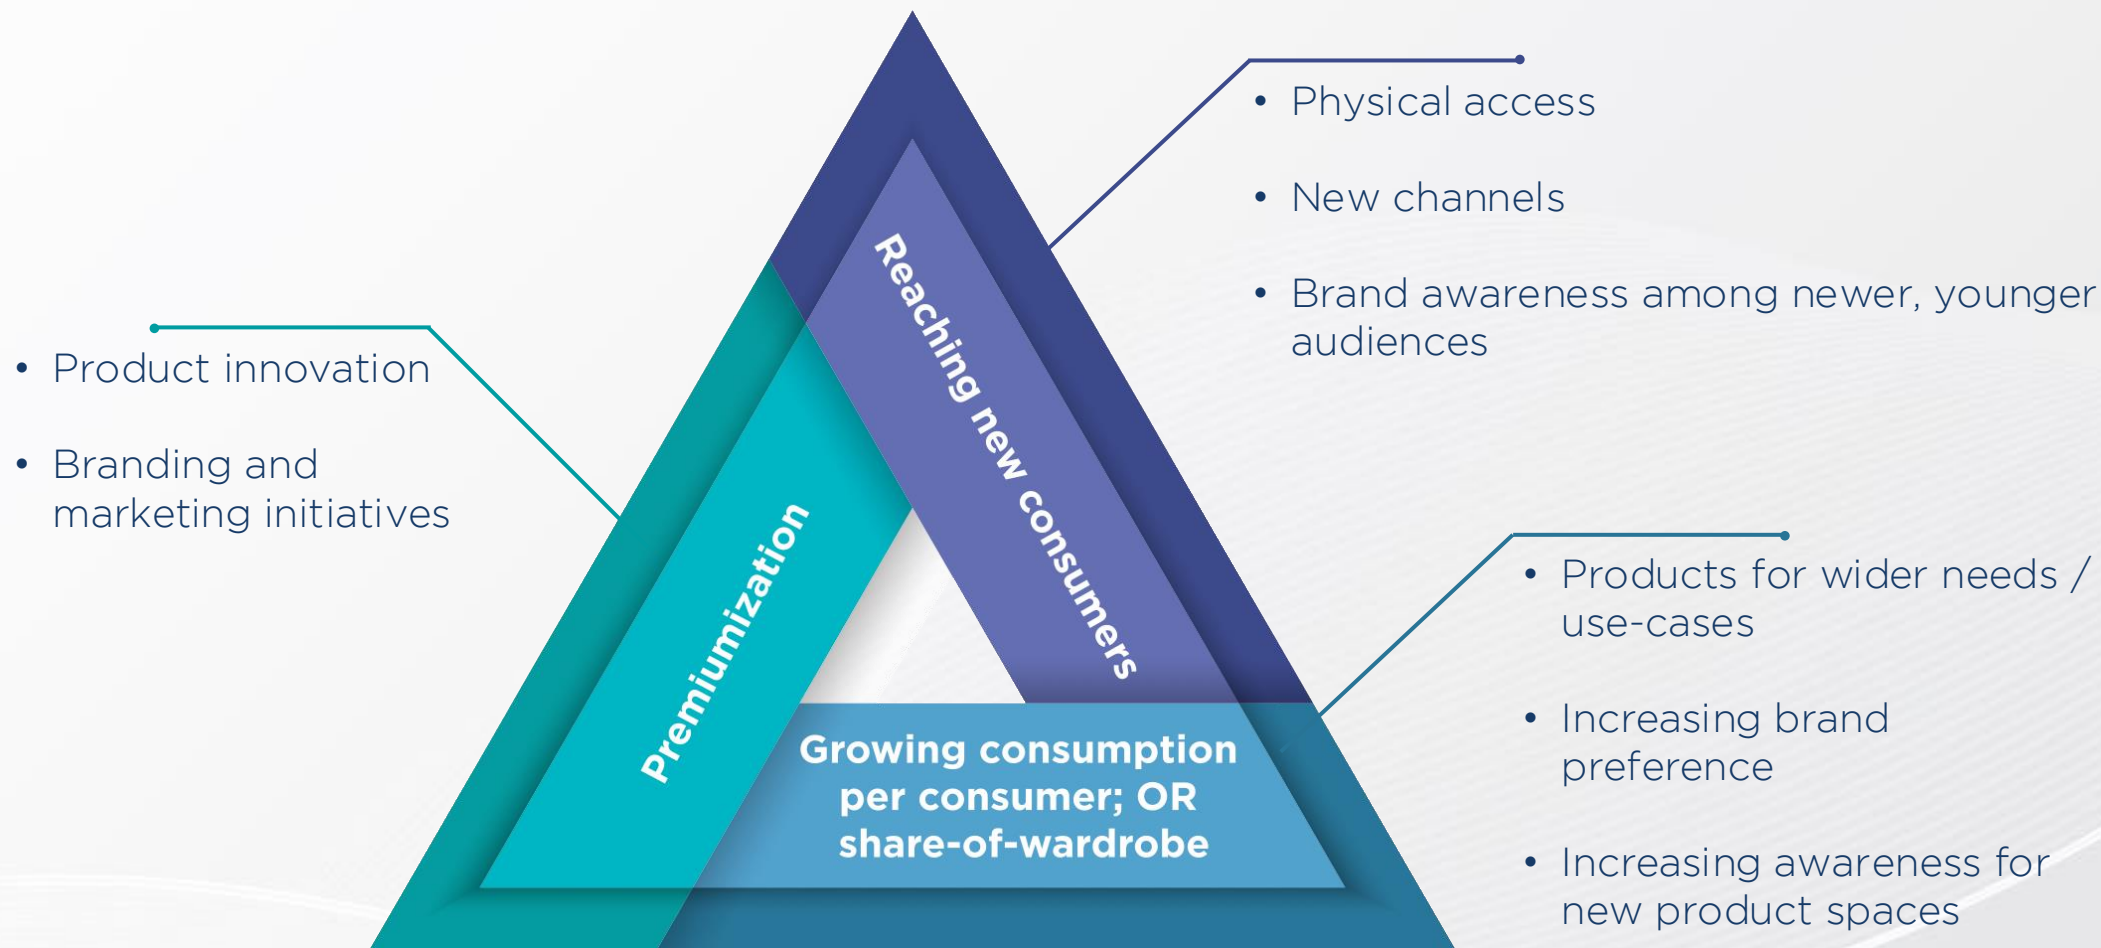 • Physical access
• New channels
• Brand awareness among newer, younger
audiences
• Product innovation
• Branding and
marketing initiatives
Reaching new consumers
Premiumization
Growing consumption
per consumer; OR
share-of-wardrobe
• Products for wider needs /
use-cases
• Increasing brand
preference
• Increasing awareness for
new product spaces